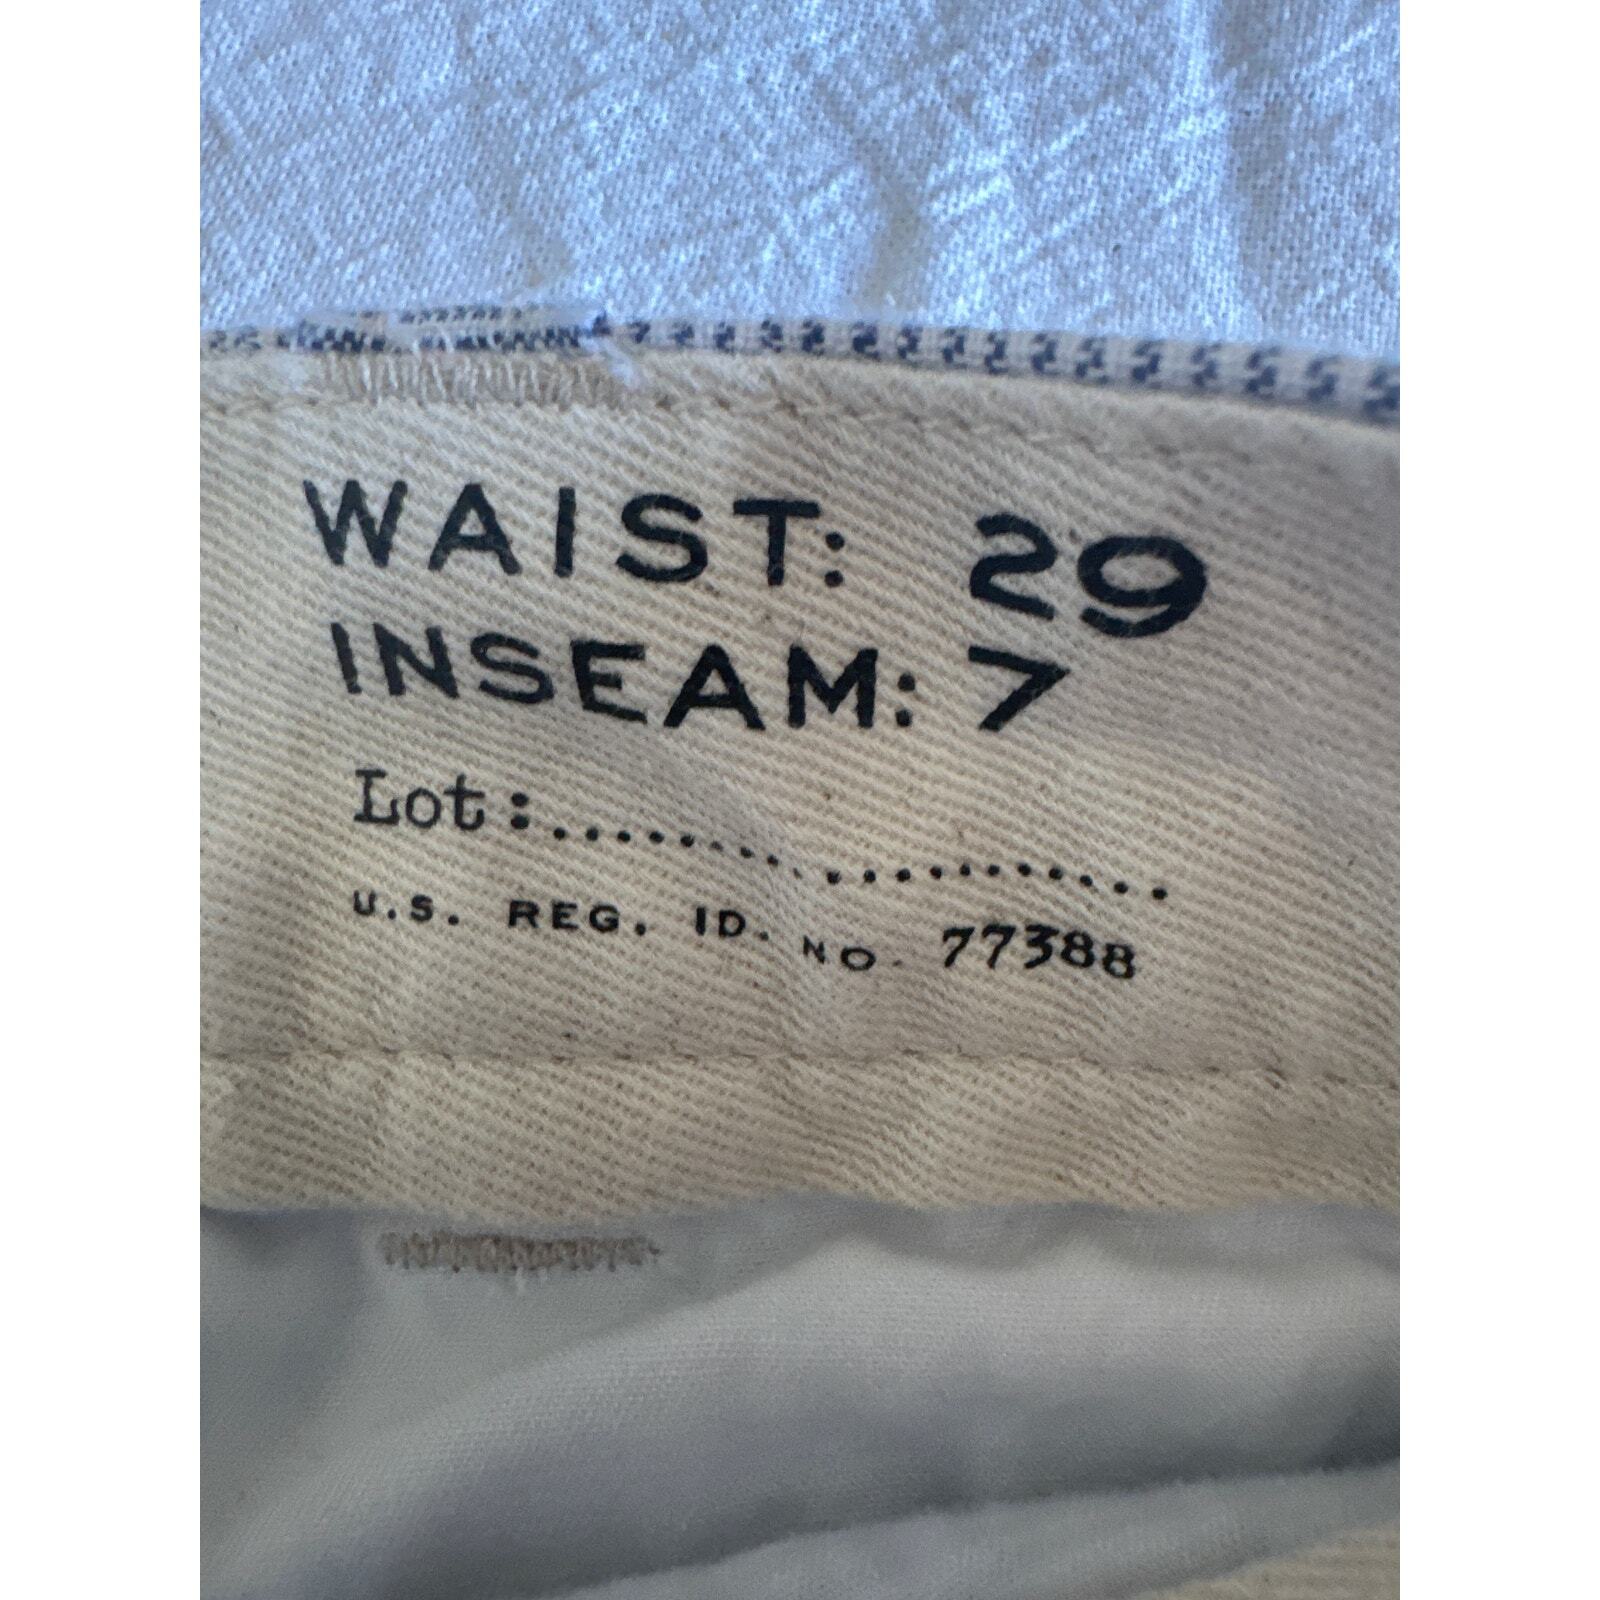 WAIST: 29
INSEAM: 7
Lot:....................
U.S. REG. ID. NO. 77388